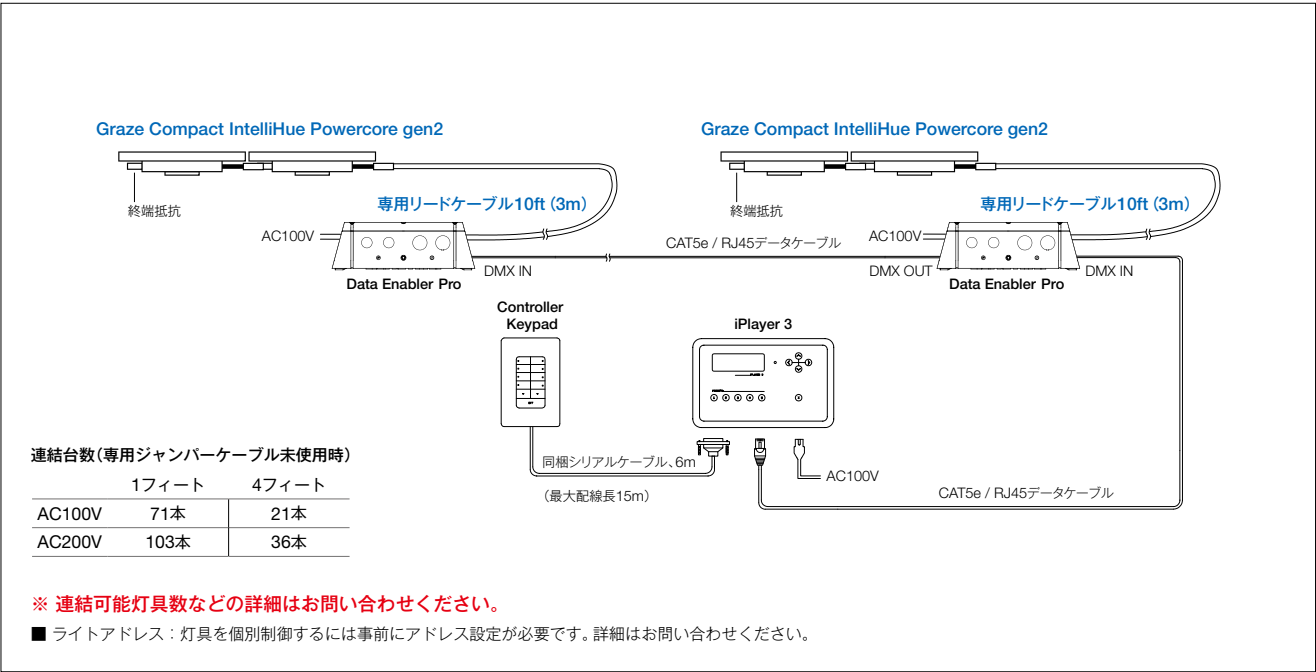 Graze Compact IntelliHue Powercore gen2
Graze Compact IntelliHue Powercore gen2
終端抵抗
専用リードケーブル10ft（3m）
終端抵抗
専用リードケーブル10ft（3m）
AC100V
CAT5e / RJ45データケーブル
AC100V
DMX IN
DMX OUT
DMX IN
Data Enabler Pro
Data Enabler Pro
Controller
Keypad
iPlayer 3
同梱シリアルケーブル、6m
（最大配線長15m）
AC100V
CAT5e / RJ45データケーブル
連結台数（専用ジャンパーケーブル未使用時）
1フィート 4フィート
AC100V 71本 21本
AC200V 103本 36本
※ 連結可能灯具数などの詳細はお問い合わせください。
■ ライトアドレス：灯具を個別制御するには事前にアドレス設定が必要です。詳細はお問い合わせください。